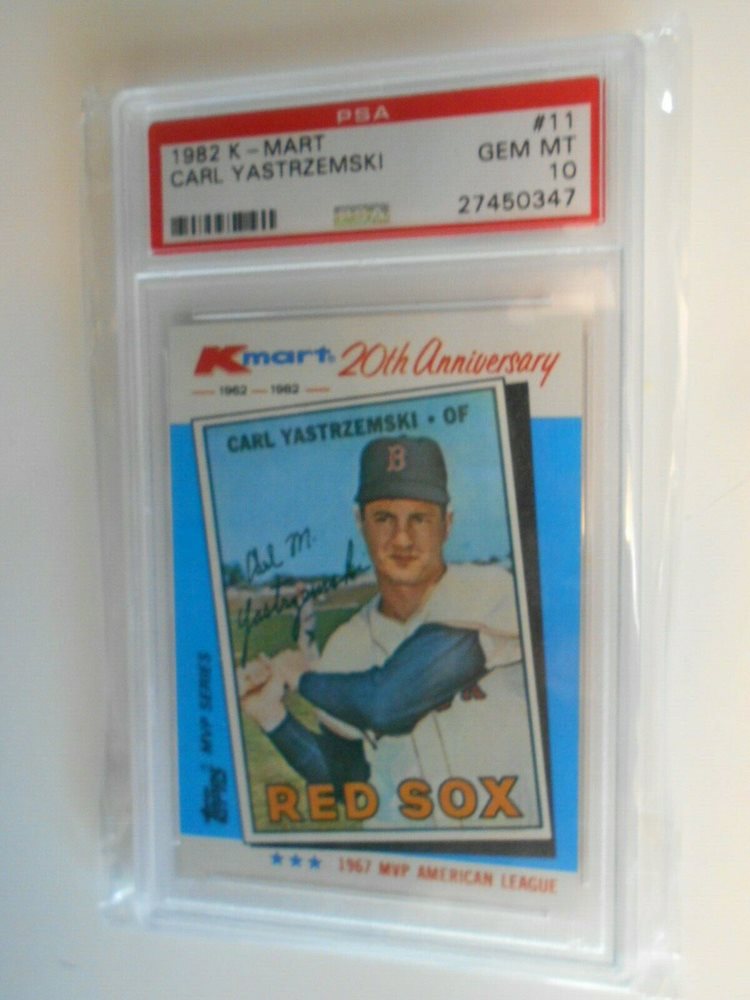 PSA
1982 K-MART #11
CARL YASTRZEMSKI GEM MT
10
27450347
Kmart 20th Anniversary
1962 — 1982
CARL YASTRZEMSKI • OF
B
Carl M.
Yastrzemski
RED SOX
Topps MVP SERIES
★★★ 1967 MVP AMERICAN LEAGUE